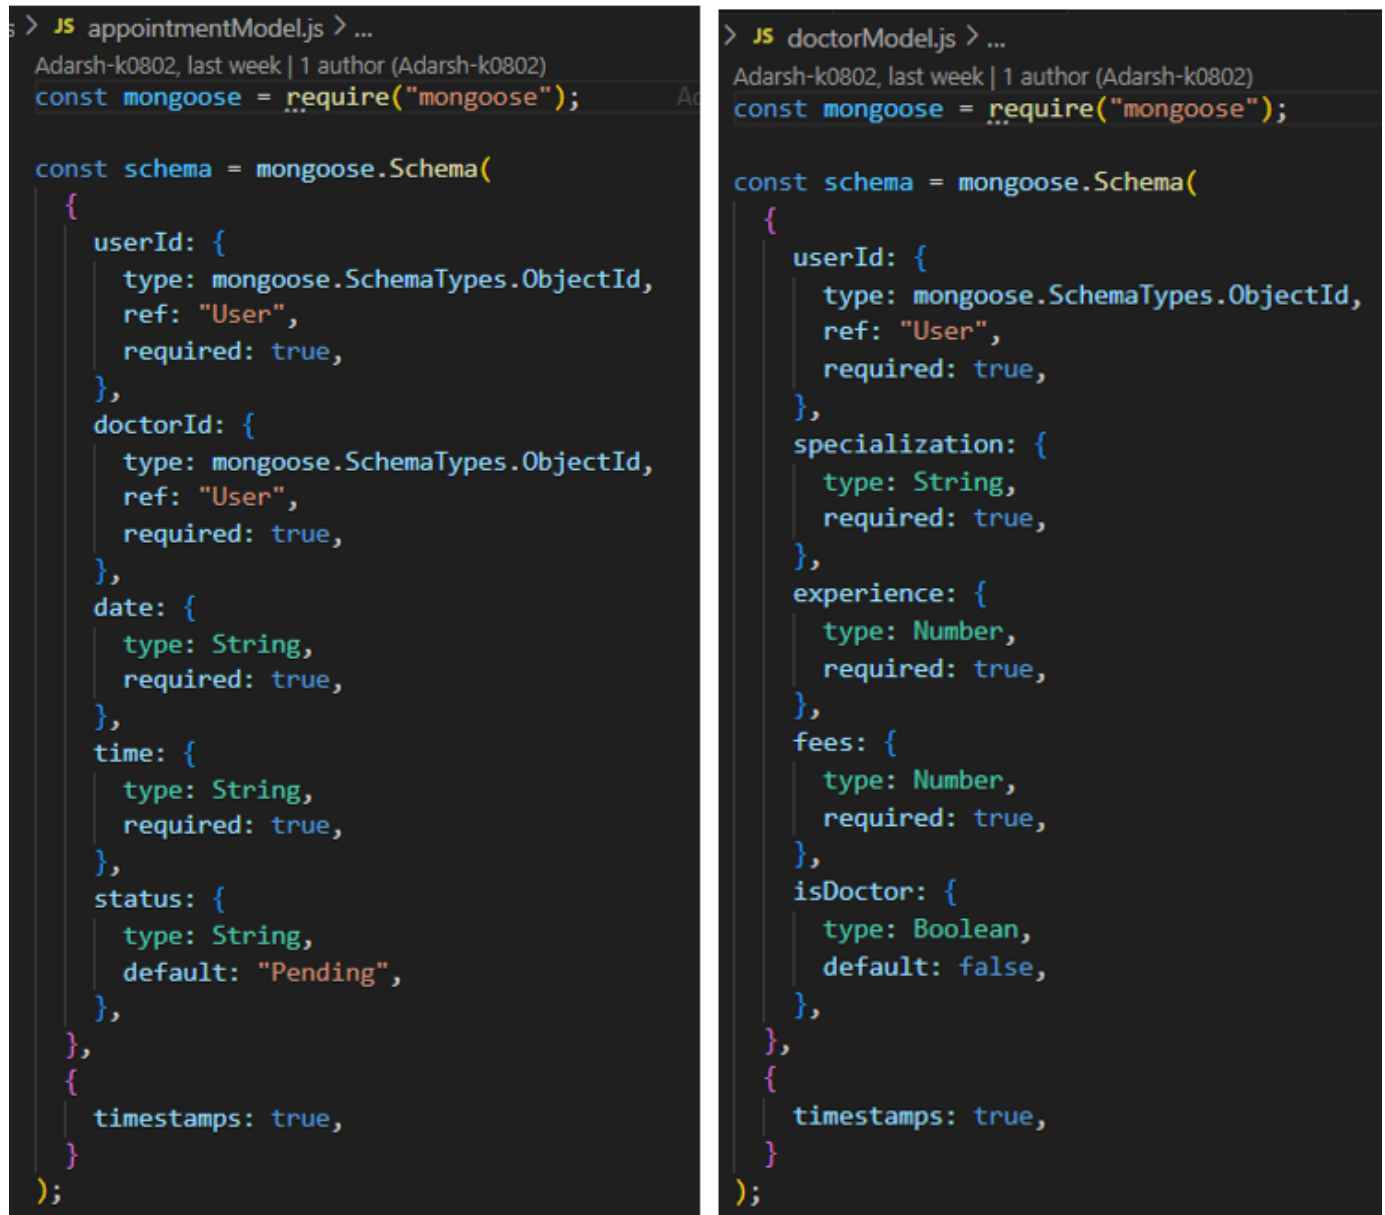 s > JS appointmentModel.js > ...
Adarsh-k0802, last week | 1 author (Adarsh-k0802)
const mongoose = require("mongoose");
const schema = mongoose.Schema(
{
userId: {
type: mongoose.SchemaTypes.ObjectId,
ref: "User",
required: true,
},
doctorId: {
type: mongoose.SchemaTypes.ObjectId,
ref: "User",
required: true,
},
date: {
type: String,
required: true,
},
time: {
type: String,
required: true,
},
status: {
type: String,
default: "Pending",
},
},
{
timestamps: true,
}
);
> JS doctorModel.js > ...
Adarsh-k0802, last week | 1 author (Adarsh-k0802)
const mongoose = require("mongoose");
const schema = mongoose.Schema(
{
userId: {
type: mongoose.SchemaTypes.ObjectId,
ref: "User",
required: true,
},
specialization: {
type: String,
required: true,
},
experience: {
type: Number,
required: true,
},
fees: {
type: Number,
required: true,
},
isDoctor: {
type: Boolean,
default: false,
},
},
{
timestamps: true,
}
);